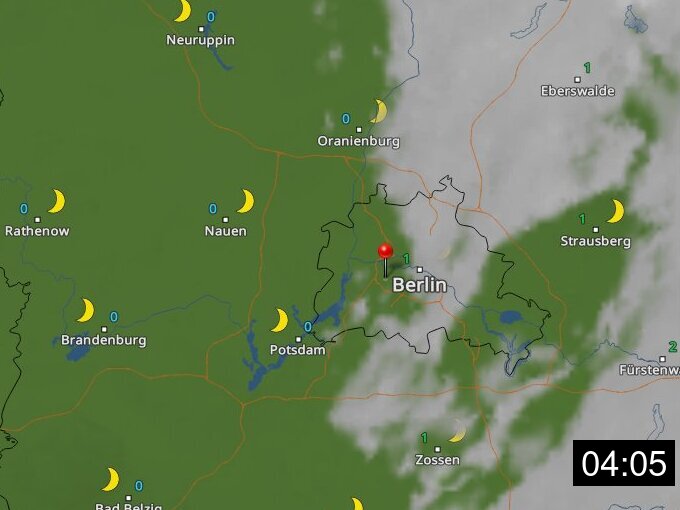 0
Neuruppin
1
Eberswalde
0
Oranienburg
0
Rathenow
0
Nauen
1
Strausberg
1
Berlin
0
Brandenburg
0
Potsdam
2
Fürstenwa
1
Zossen
04:05
0
Bad Belzig